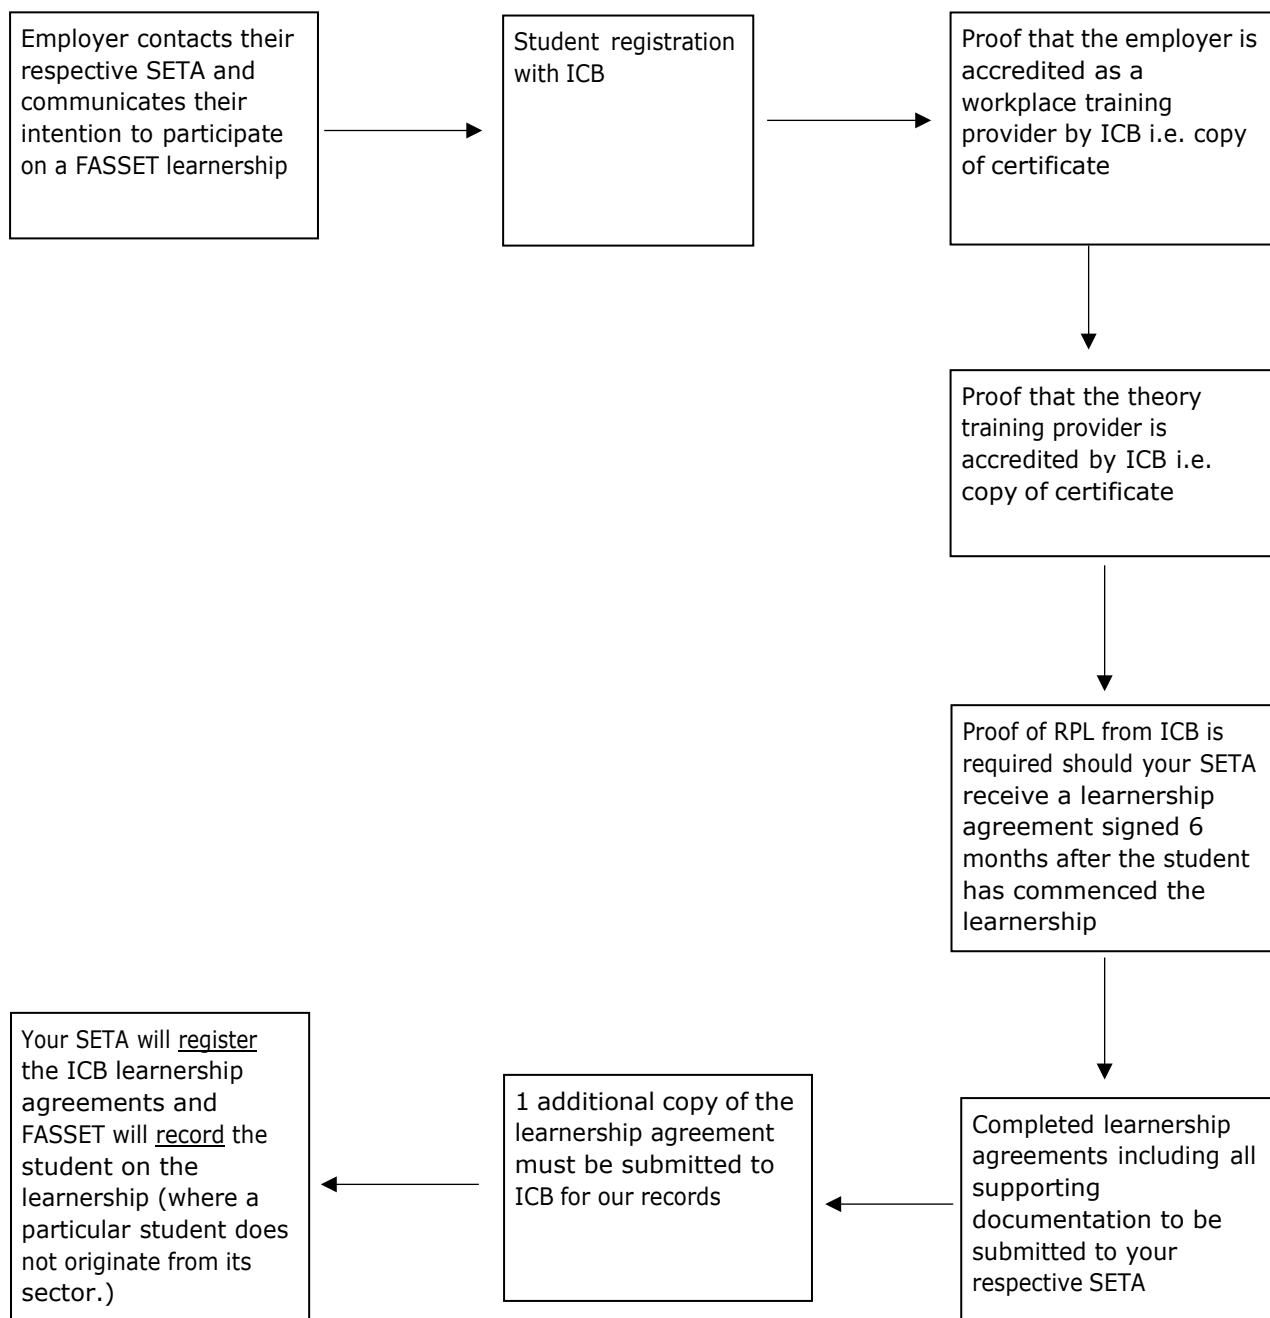 Employer contacts their
respective SETA and
communicates their
intention to participate
on a FASSET learnership
Student registration
with ICB
Proof that the employer is
accredited as a
workplace training
provider by ICB i.e. copy
of certificate
Proof that the theory
training provider is
accredited by ICB i.e.
copy of certificate
Proof of RPL from ICB is
required should your SETA
receive a learnership
agreement signed 6
months after the student
has commenced the
learnership
Completed learnership
agreements including all
supporting
documentation to be
submitted to your
respective SETA
1 additional copy of the
learnership agreement
must be submitted to
ICB for our records
Your SETA will register
the ICB learnership
agreements and
FASSET will record the
student on the
learnership (where a
particular student does
not originate from its
sector.)